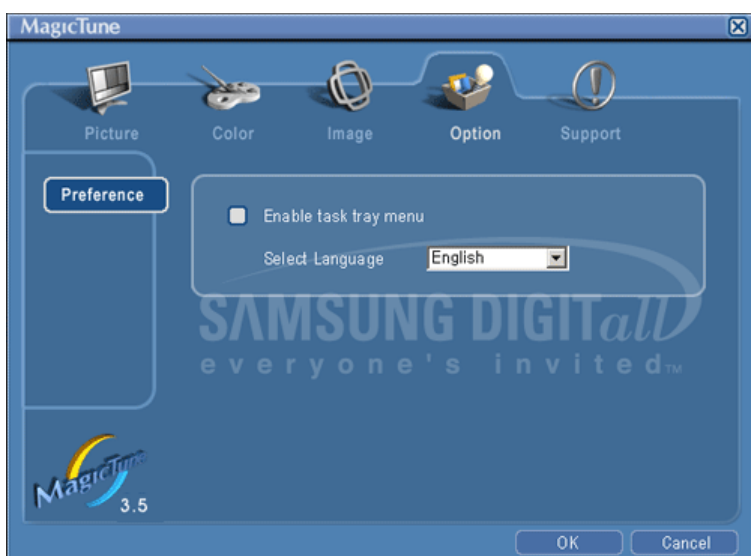 MagicTune
Picture Color Image Option Support
Preference
Enable task tray menu
Select Language English
SAMSUNG DIGITall
everyone's invited™
MagicTune
3.5
OK Cancel